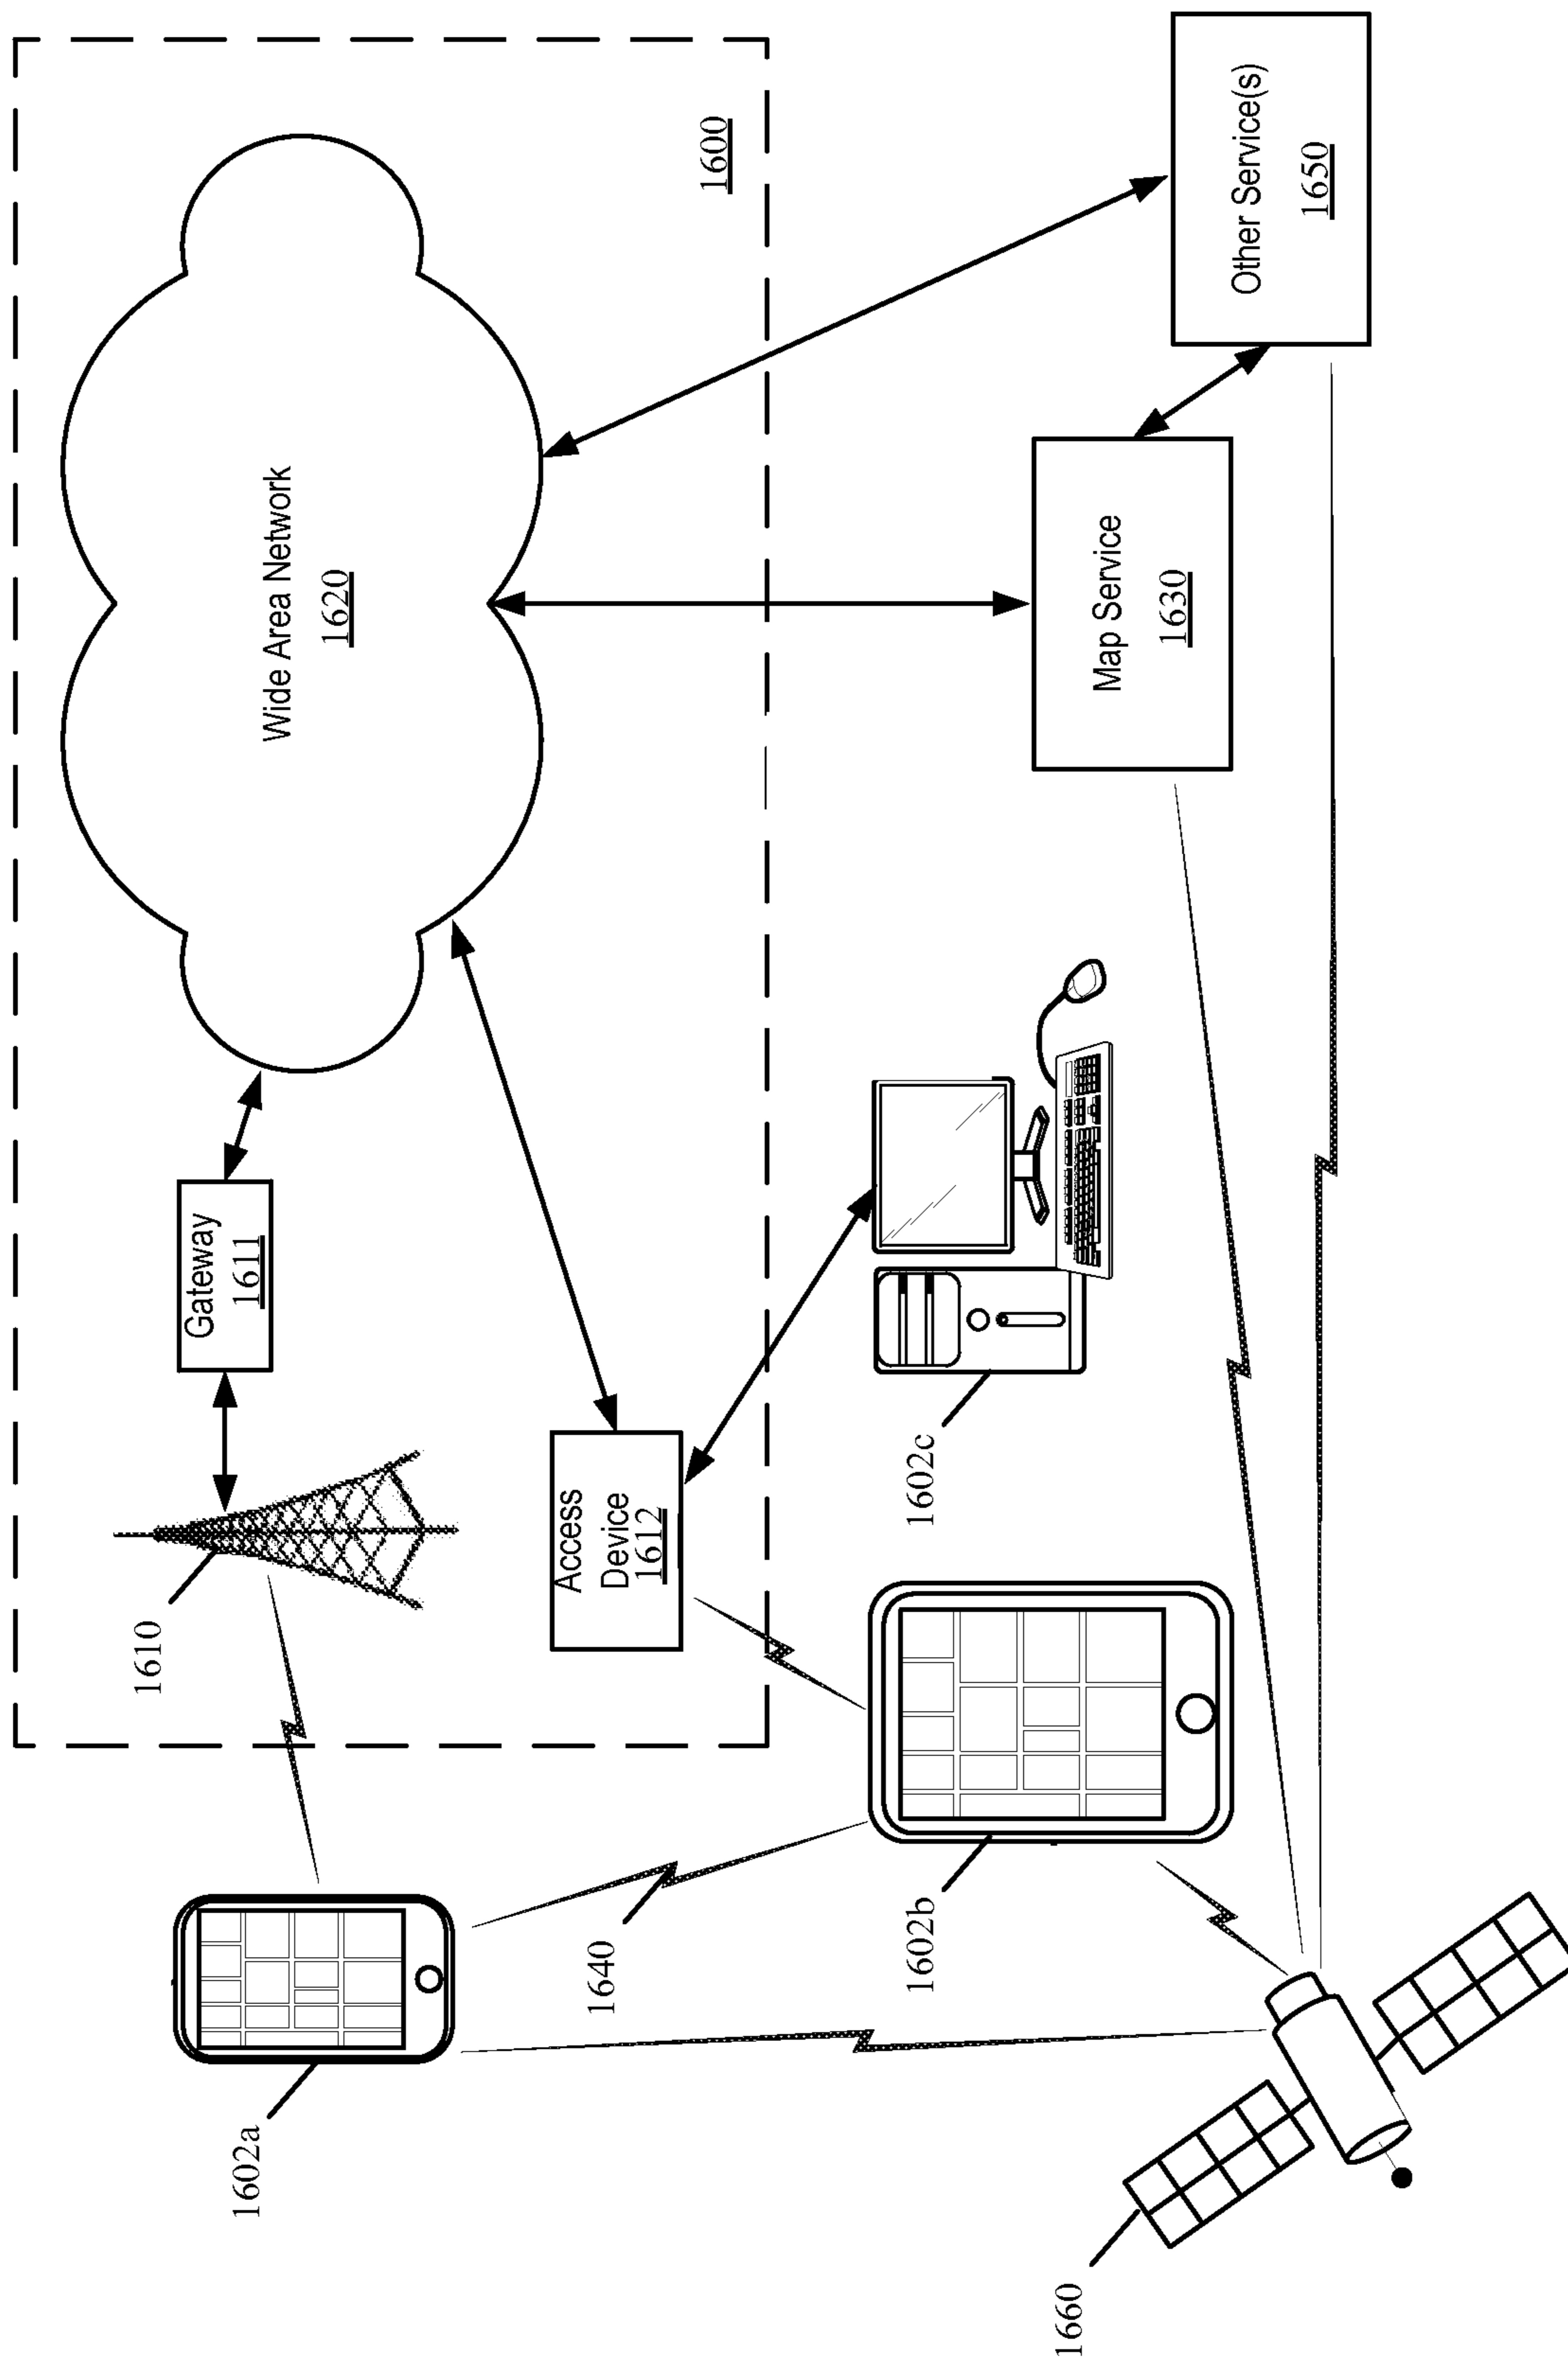 1602a
1610
Gateway
1611
Wide Area Network
1620
1640
Access
Device
1612
1600
1602b
1602c
Map Service
1630
Other Service(s)
1650
1660